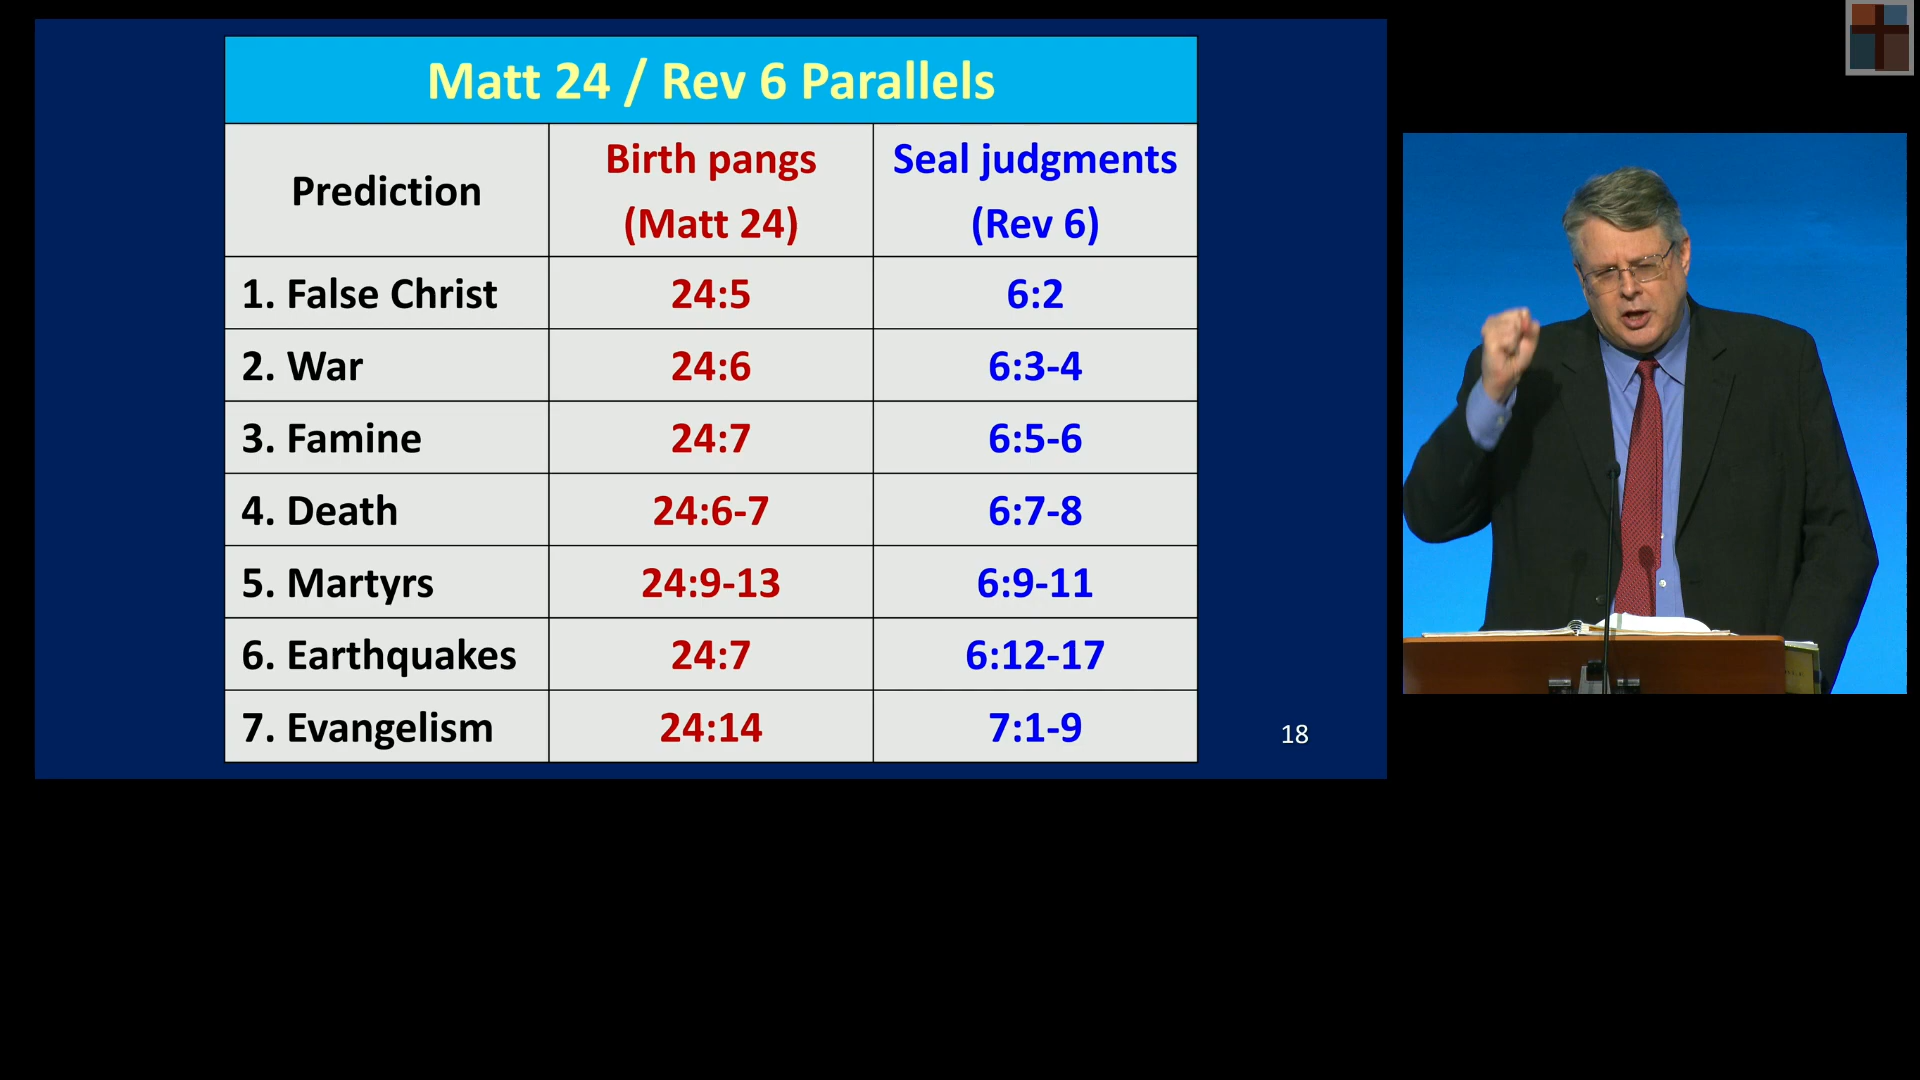 Matt 24 / Rev 6 Parallels
Prediction
Birth pangs
(Matt 24)
Seal judgments
(Rev 6)
1. False Christ 24:5 6:2
2. War 24:6 6:3-4
3. Famine 24:7 6:5-6
4. Death 24:6-7 6:7-8
5. Martyrs 24:9-13 6:9-11
6. Earthquakes 24:7 6:12-17
7. Evangelism 24:14 7:1-9
18